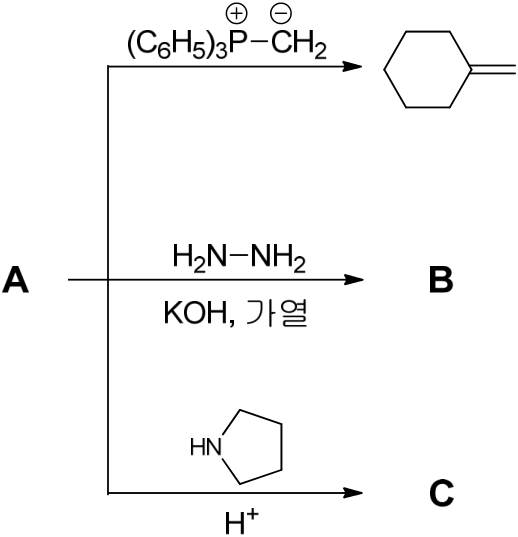 ⊕ ⊖
(C₆H₅)₃P−CH₂
A
H₂N−NH₂
KOH, 가열
B
HN
H⁺
C